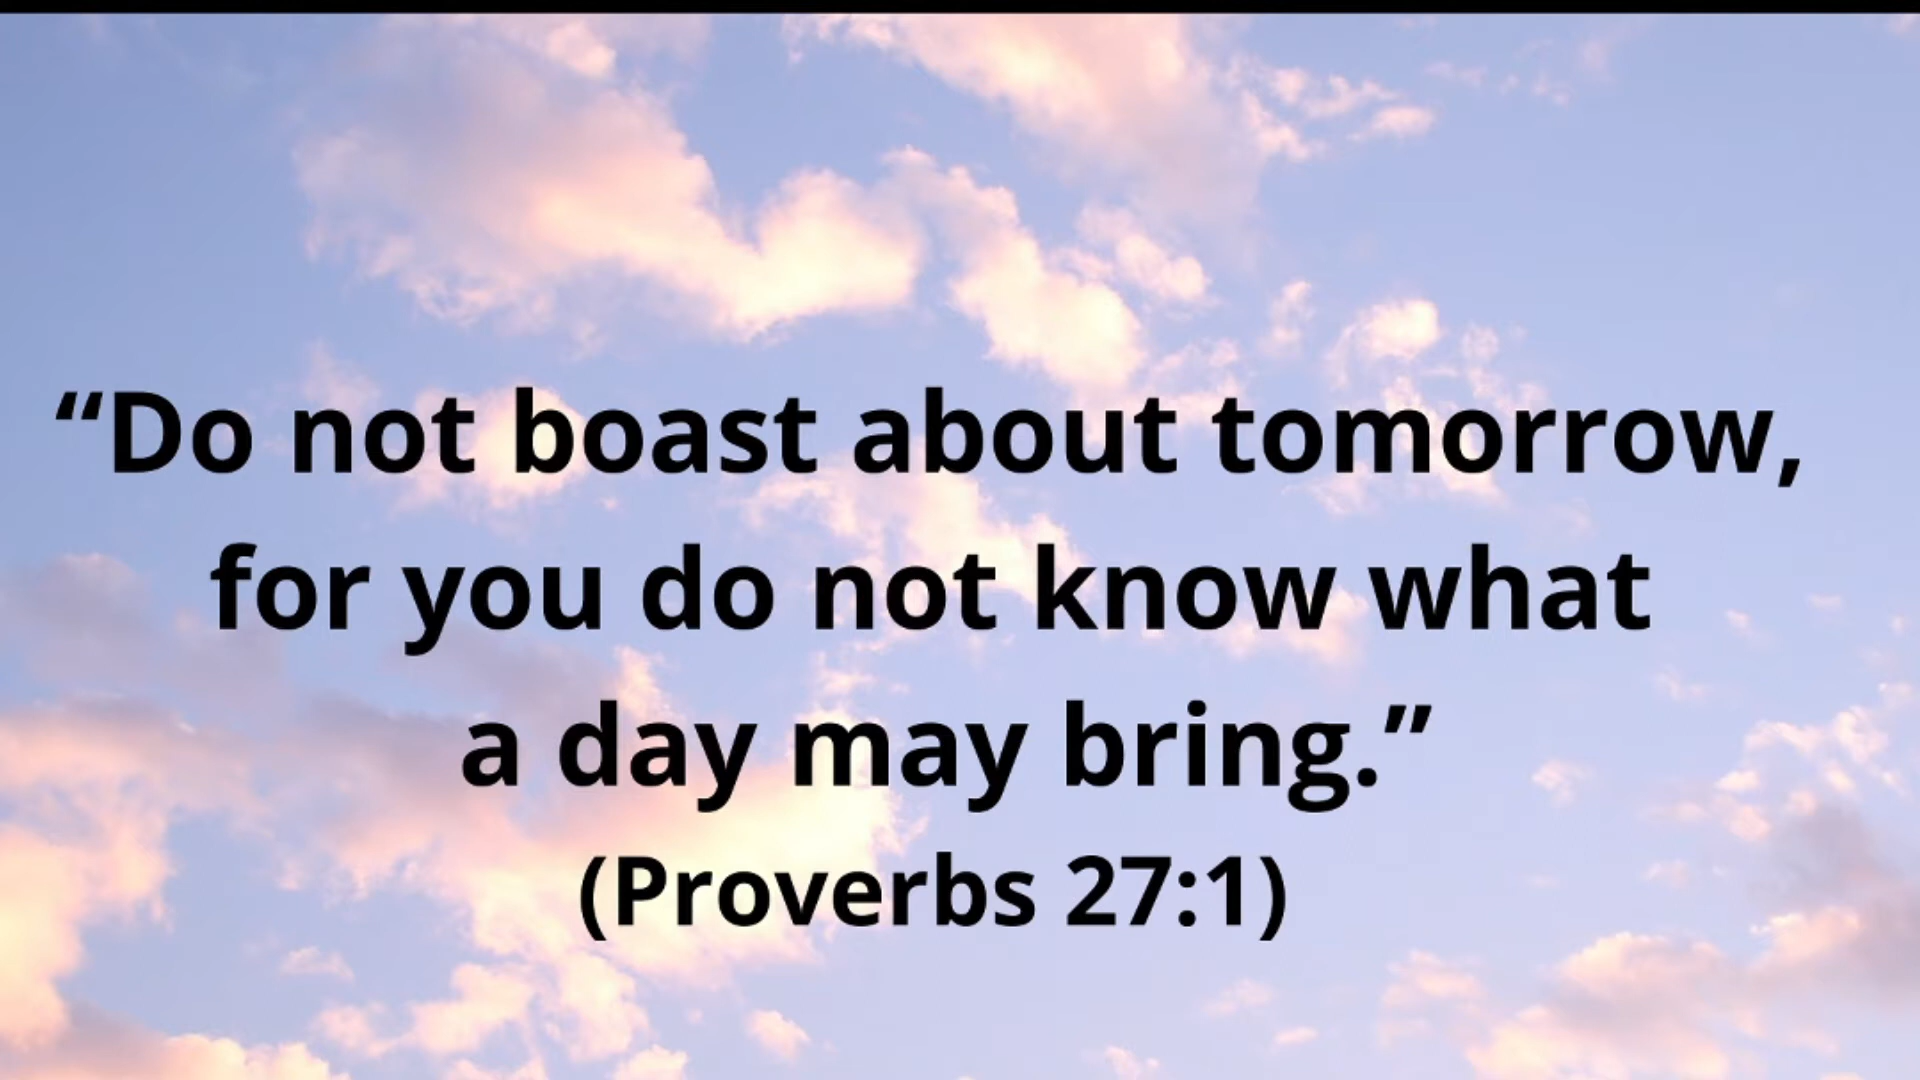 “Do not boast about tomorrow,
for you do not know what
a day may bring.”
(Proverbs 27:1)